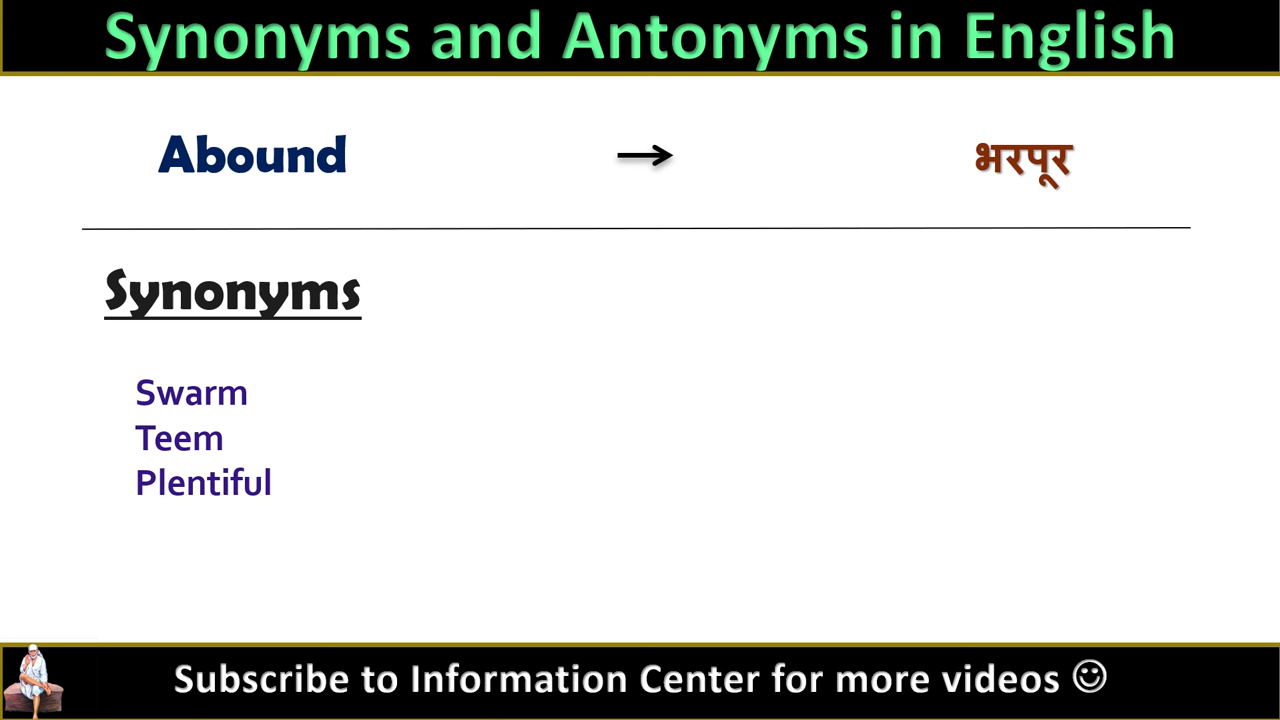 Synonyms and Antonyms in English
Abound → भरपूर
Synonyms
Swarm
Teem
Plentiful
Subscribe to Information Center for more videos ☺